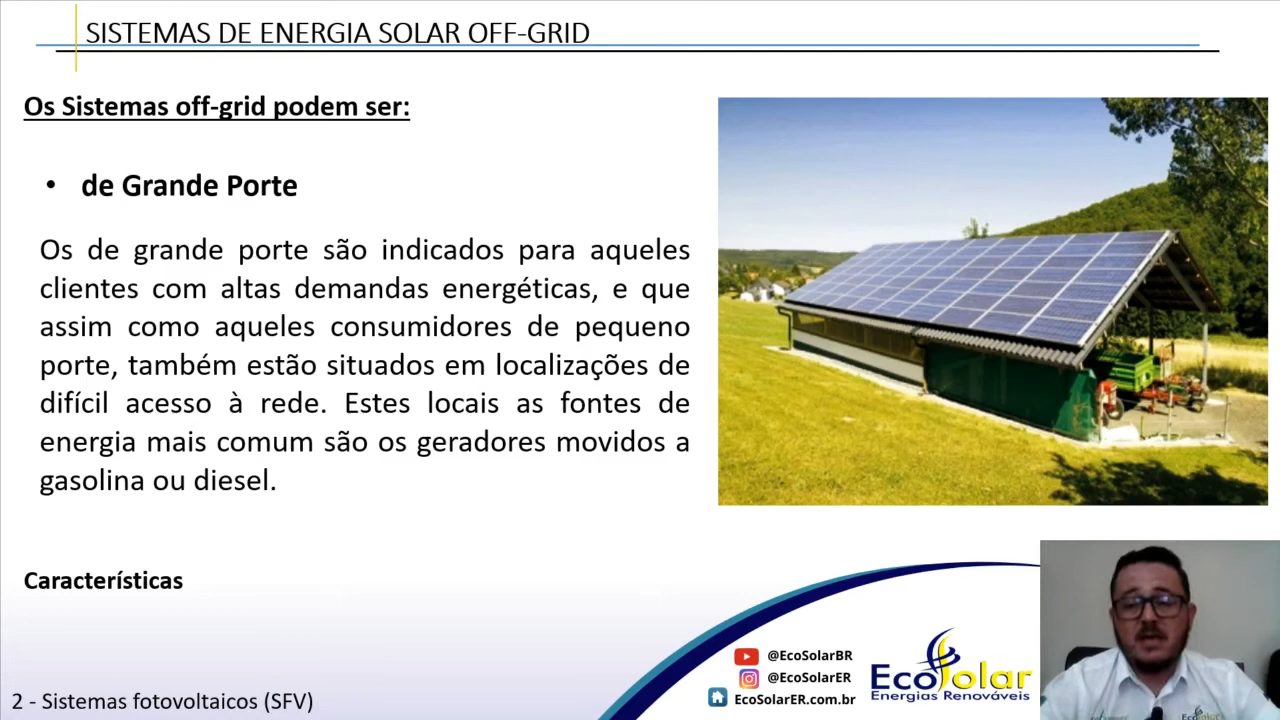 SISTEMAS DE ENERGIA SOLAR OFF-GRID
Os Sistemas off-grid podem ser:
• de Grande Porte
Os de grande porte são indicados para aqueles
clientes com altas demandas energéticas, e que
assim como aqueles consumidores de pequeno
porte, também estão situados em localizações de
difícil acesso à rede. Estes locais as fontes de
energia mais comum são os geradores movidos a
gasolina ou diesel.
Características
@EcoSolarBR
@EcoSolarER
EcoSolarER.com.br
EcoSolar
Energias Renováveis
2 - Sistemas fotovoltaicos (SFV)